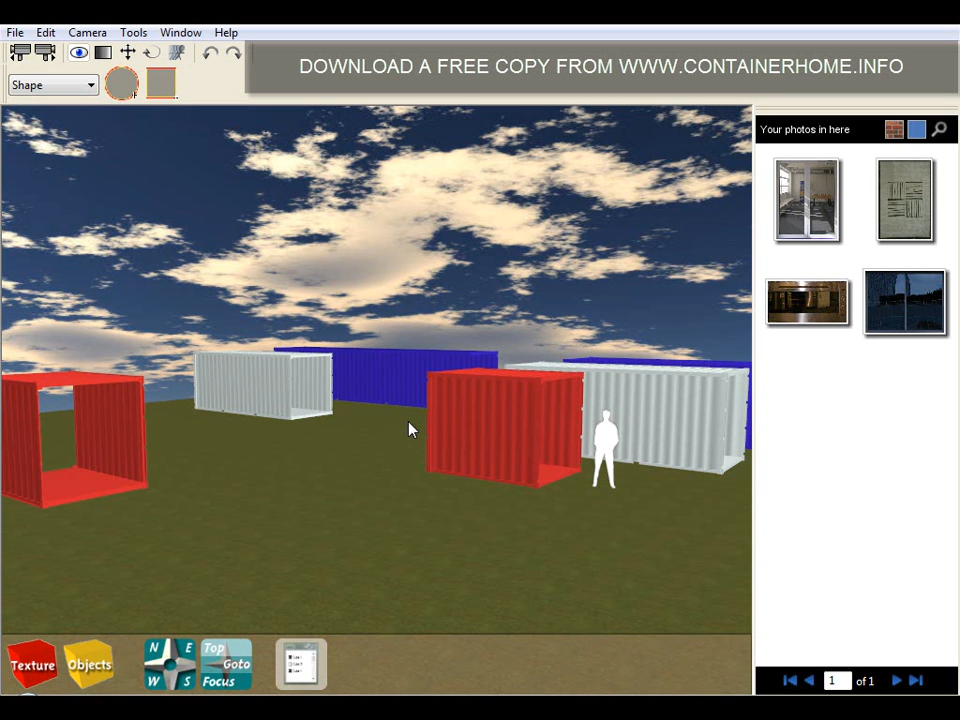 File Edit Camera Tools Window Help
DOWNLOAD A FREE COPY FROM WWW.CONTAINERHOME.INFO
Shape
Your photos in here
Texture
Objects
N E
W S
Top
Goto
Focus
1 of 1